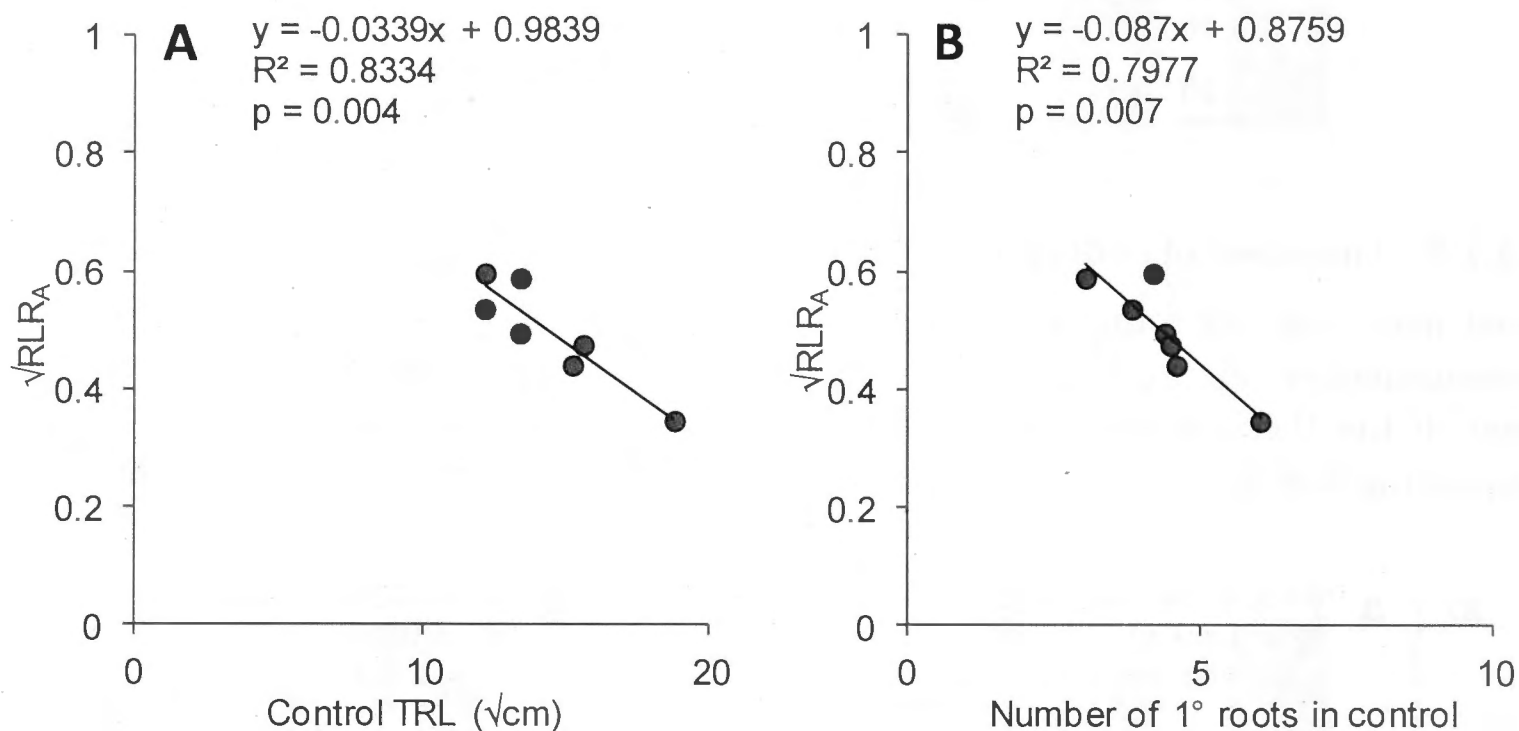 A
y = -0.0339x + 0.9839
R² = 0.8334
p = 0.004
1
0.8
0.6
0.4
0.2
0
√RLR_A
0
10
20
Control TRL (√cm)
B
y = -0.087x + 0.8759
R² = 0.7977
p = 0.007
1
0.8
0.6
0.4
0.2
0
√RLR_A
0
5
10
Number of 1° roots in control